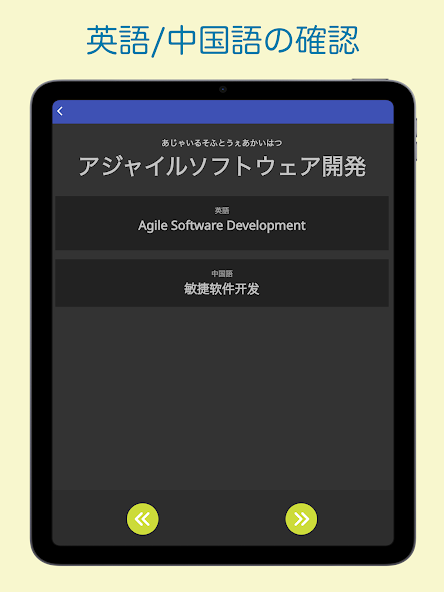 英語/中国語の確認
あじゃいるそふとうぇあかいはつ
アジャイルソフトウェア開発
英語
Agile Software Development
中国語
敏捷软件开发